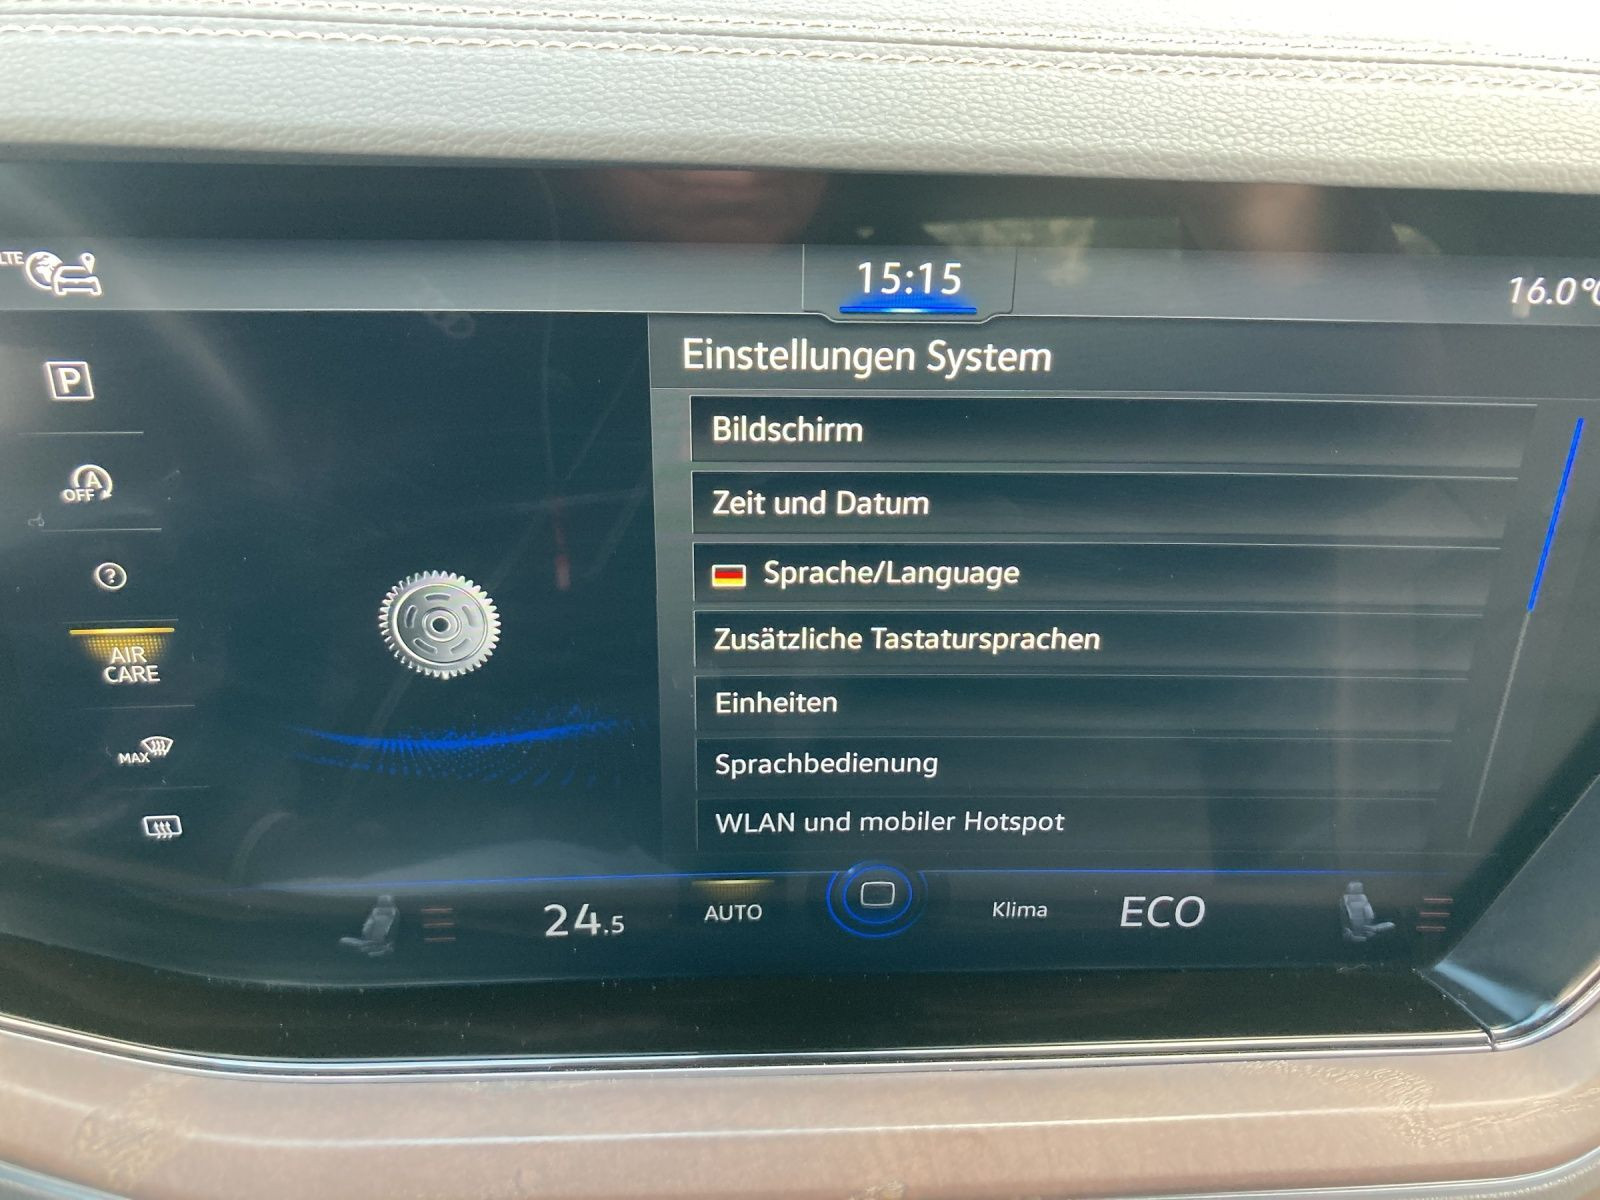 LTE
15:15
16.0°C
P
A
OFF
?
AIR
CARE
MAX
Einstellungen System
Bildschirm
Zeit und Datum
Sprache/Language
Zusätzliche Tastatursprachen
Einheiten
Sprachbedienung
WLAN und mobiler Hotspot
24.5
AUTO
Klima
ECO